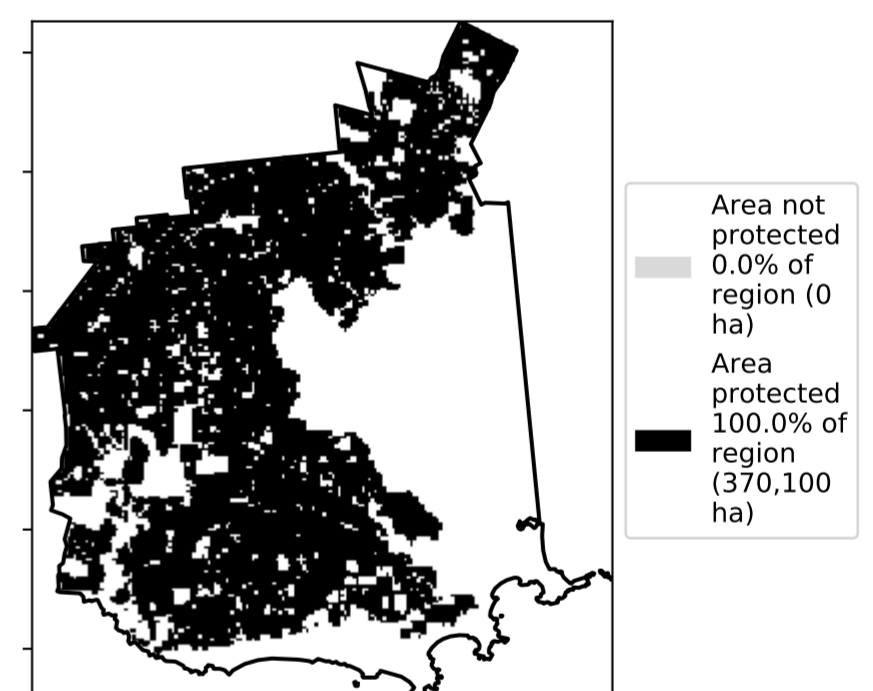 Area not
protected
0.0% of
region (0
ha)
Area
protected
100.0% of
region
(370,100
ha)